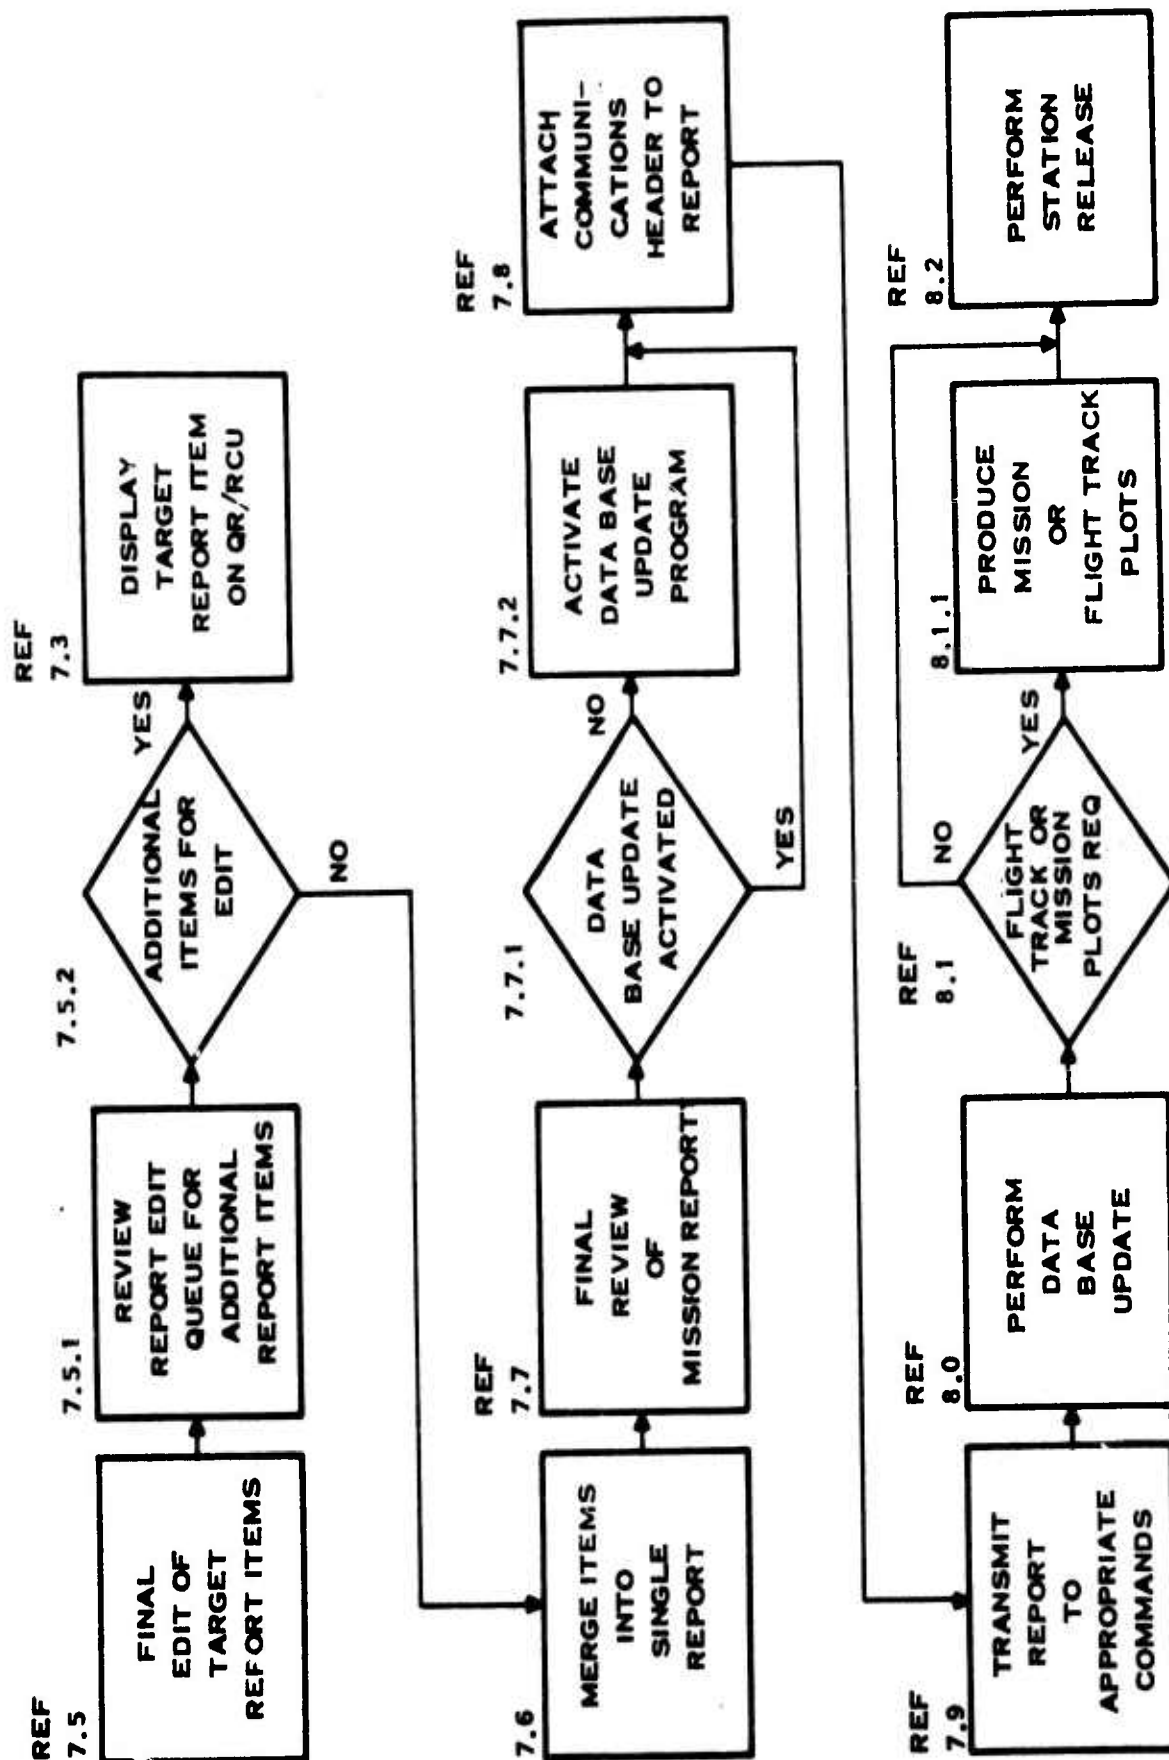 REF
7.5
FINAL
EDIT OF
TARGET
REFORT ITEMS
7.5.1
REVIEW
REPORT EDIT
QUEUE FOR
ADDITIONAL
REPORT ITEMS
7.5.2
ADDITIONAL
ITEMS FOR
EDIT
YES
NO
REF
7.3
DISPLAY
TARGET
REPORT ITEM
ON QR/RCU
7.6
MERGE ITEMS
INTO
SINGLE
REPORT
REF
7.7
FINAL
REVIEW
OF
MISSION REPORT
7.7.1
DATA
BASE UPDATE
ACTIVATED
NO
YES
7.7.2
ACTIVATE
DATA BASE
UPDATE
PROGRAM
REF
7.8
ATTACH
COMMUNI-
CATIONS
HEADER TO
REPORT
REF
7.9
TRANSMIT
REPORT
TO
APPROPRIATE
COMMANDS
REF
8.0
PERFORM
DATA
BASE
UPDATE
REF
8.1
FLIGHT
TRACK OR
MISSION
PLOTS REQ
NO
YES
8.1.1
PRODUCE
MISSION
OR
FLIGHT TRACK
PLOTS
REF
8.2
PERFORM
STATION
RELEASE